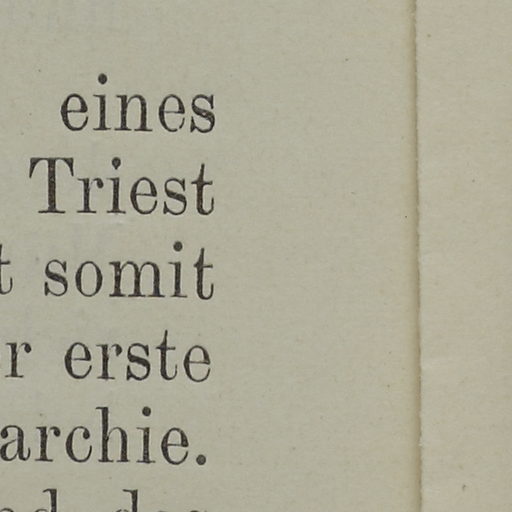 eines
Triest
t somit
r erste
archie.